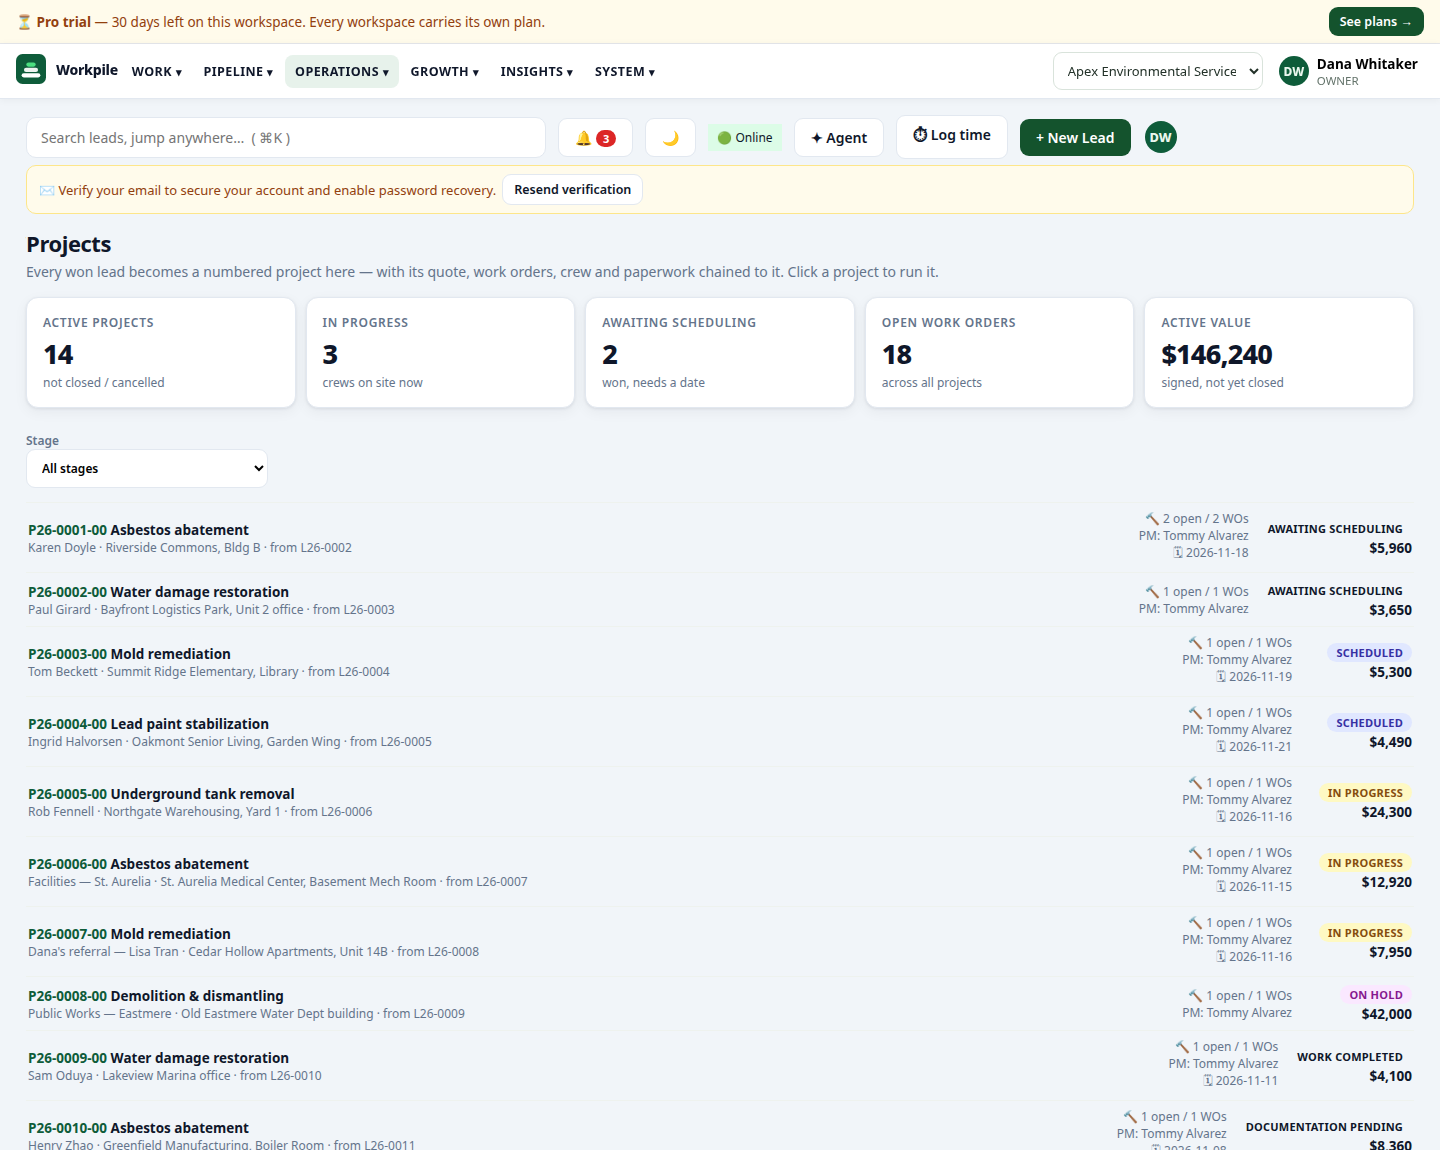 ⏳ Pro trial — 30 days left on this workspace. Every workspace carries its own plan.
See plans →
Workpile
WORK ▾
PIPELINE ▾
OPERATIONS ▾
GROWTH ▾
INSIGHTS ▾
SYSTEM ▾
Apex Environmental Service
DW
Dana Whitaker
OWNER
Search leads, jump anywhere… ( ⌘K )
🔔 3
🌙
🟢 Online
✦ Agent
⏱ Log time
+ New Lead
DW
✉️ Verify your email to secure your account and enable password recovery.
Resend verification
Projects
Every won lead becomes a numbered project here — with its quote, work orders, crew and paperwork chained to it. Click a project to run it.
ACTIVE PROJECTS
14
not closed / cancelled
IN PROGRESS
3
crews on site now
AWAITING SCHEDULING
2
won, needs a date
OPEN WORK ORDERS
18
across all projects
ACTIVE VALUE
$146,240
signed, not yet closed
Stage
All stages
P26-0001-00 Asbestos abatement
Karen Doyle · Riverside Commons, Bldg B · from L26-0002
🔨 2 open / 2 WOs
PM: Tommy Alvarez
🗓 2026-11-18
AWAITING SCHEDULING
$5,960
P26-0002-00 Water damage restoration
Paul Girard · Bayfront Logistics Park, Unit 2 office · from L26-0003
🔨 1 open / 1 WOs
PM: Tommy Alvarez
AWAITING SCHEDULING
$3,650
P26-0003-00 Mold remediation
Tom Beckett · Summit Ridge Elementary, Library · from L26-0004
🔨 1 open / 1 WOs
PM: Tommy Alvarez
🗓 2026-11-19
SCHEDULED
$5,300
P26-0004-00 Lead paint stabilization
Ingrid Halvorsen · Oakmont Senior Living, Garden Wing · from L26-0005
🔨 1 open / 1 WOs
PM: Tommy Alvarez
🗓 2026-11-21
SCHEDULED
$4,490
P26-0005-00 Underground tank removal
Rob Fennell · Northgate Warehousing, Yard 1 · from L26-0006
🔨 1 open / 1 WOs
PM: Tommy Alvarez
🗓 2026-11-16
IN PROGRESS
$24,300
P26-0006-00 Asbestos abatement
Facilities — St. Aurelia · St. Aurelia Medical Center, Basement Mech Room · from L26-0007
🔨 1 open / 1 WOs
PM: Tommy Alvarez
🗓 2026-11-15
IN PROGRESS
$12,920
P26-0007-00 Mold remediation
Dana's referral — Lisa Tran · Cedar Hollow Apartments, Unit 14B · from L26-0008
🔨 1 open / 1 WOs
PM: Tommy Alvarez
🗓 2026-11-16
IN PROGRESS
$7,950
P26-0008-00 Demolition & dismantling
Public Works — Eastmere · Old Eastmere Water Dept building · from L26-0009
🔨 1 open / 1 WOs
PM: Tommy Alvarez
ON HOLD
$42,000
P26-0009-00 Water damage restoration
Sam Oduya · Lakeview Marina office · from L26-0010
🔨 1 open / 1 WOs
PM: Tommy Alvarez
🗓 2026-11-11
WORK COMPLETED
$4,100
P26-0010-00 Asbestos abatement
Henry Zhao · Greenfield Manufacturing, Boiler Room · from L26-0011
🔨 1 open / 1 WOs
PM: Tommy Alvarez
DOCUMENTATION PENDING
$8,360